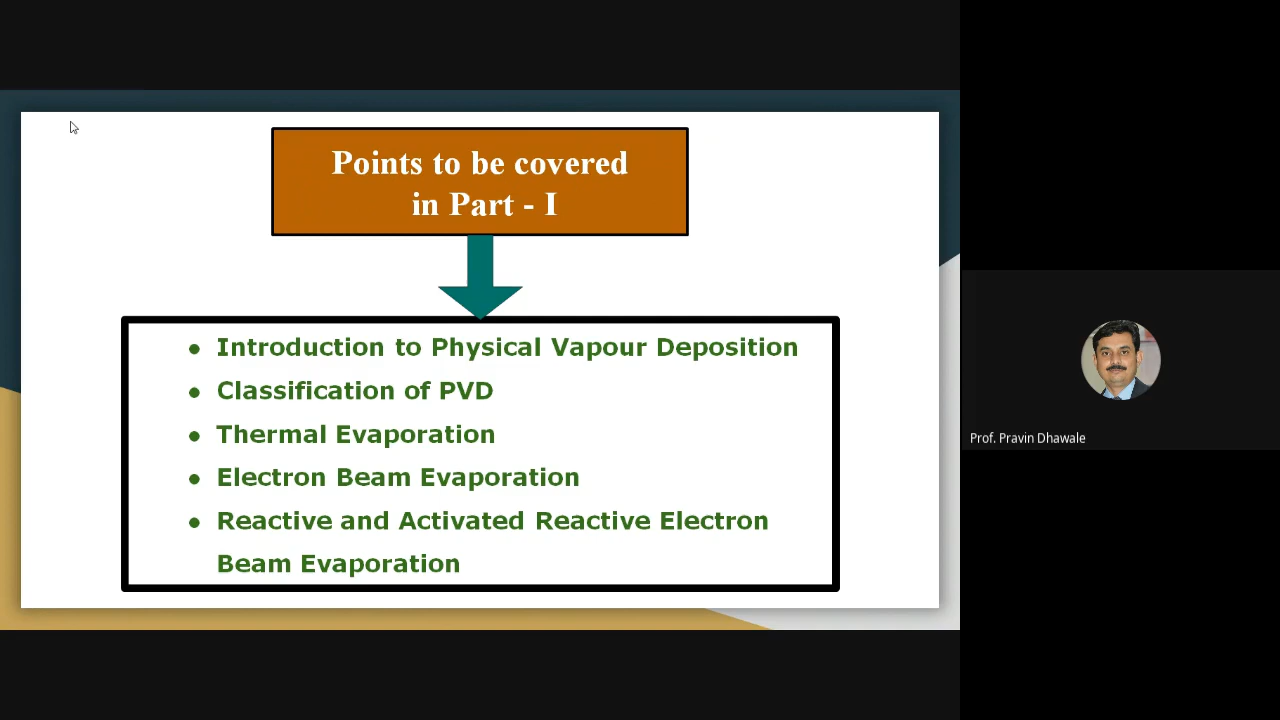 Points to be covered
in Part - I
● Introduction to Physical Vapour Deposition
● Classification of PVD
● Thermal Evaporation
● Electron Beam Evaporation
● Reactive and Activated Reactive Electron
Beam Evaporation
Prof. Pravin Dhawale